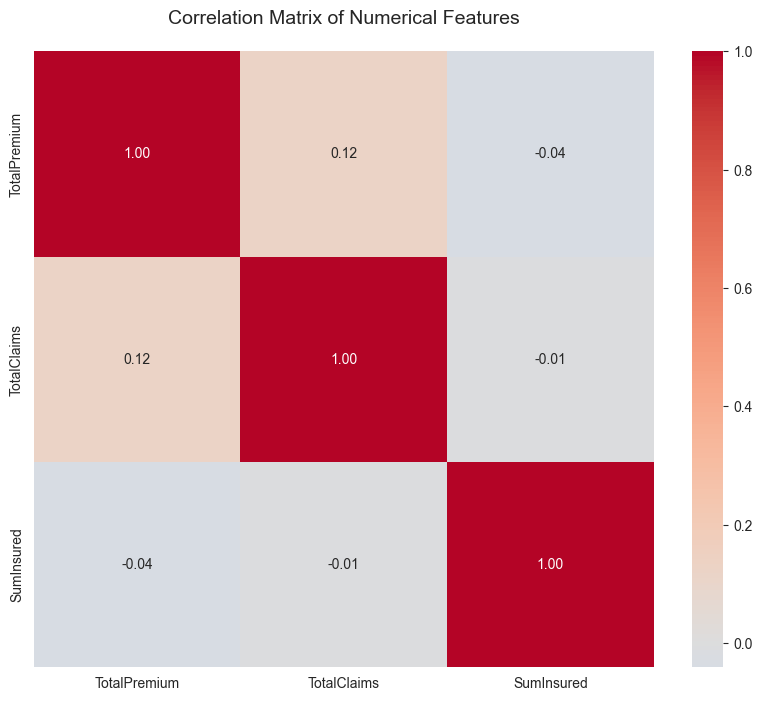 Correlation Matrix of Numerical Features
TotalPremium
1.00
0.12
-0.04
TotalClaims
0.12
1.00
-0.01
SumInsured
-0.04
-0.01
1.00
TotalPremium
TotalClaims
SumInsured
1.0
0.8
0.6
0.4
0.2
0.0